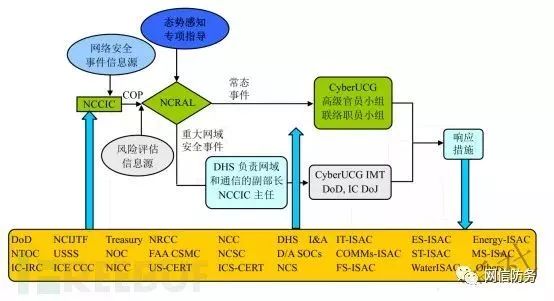 态势感知
专项指导
网络安全
事件信息源
NCCIC
COP
NCRAL
常态
事件
CyberUCG
高级官员小组
联络职员小组
风险评估
信息源
重大网域
安全事件
DHS 负责网域
和通信的副部长
NCCIC 主任
CyberUCG IMT
DoD, IC DoJ
响应
措施
DoD NCIJTF Treasury NRCC NCC DHS I&A IT-ISAC ES-ISAC Energy-ISAC
NTOC USSS NOC FAA CSMC NCSC D/A SOCs COMMs-ISAC ST-ISAC MS-ISAC
IC-IRC ICE CCC NICC US-CERT ICS-CERT NCS FS-ISAC WaterISAC Others
REEBUF
网信防务